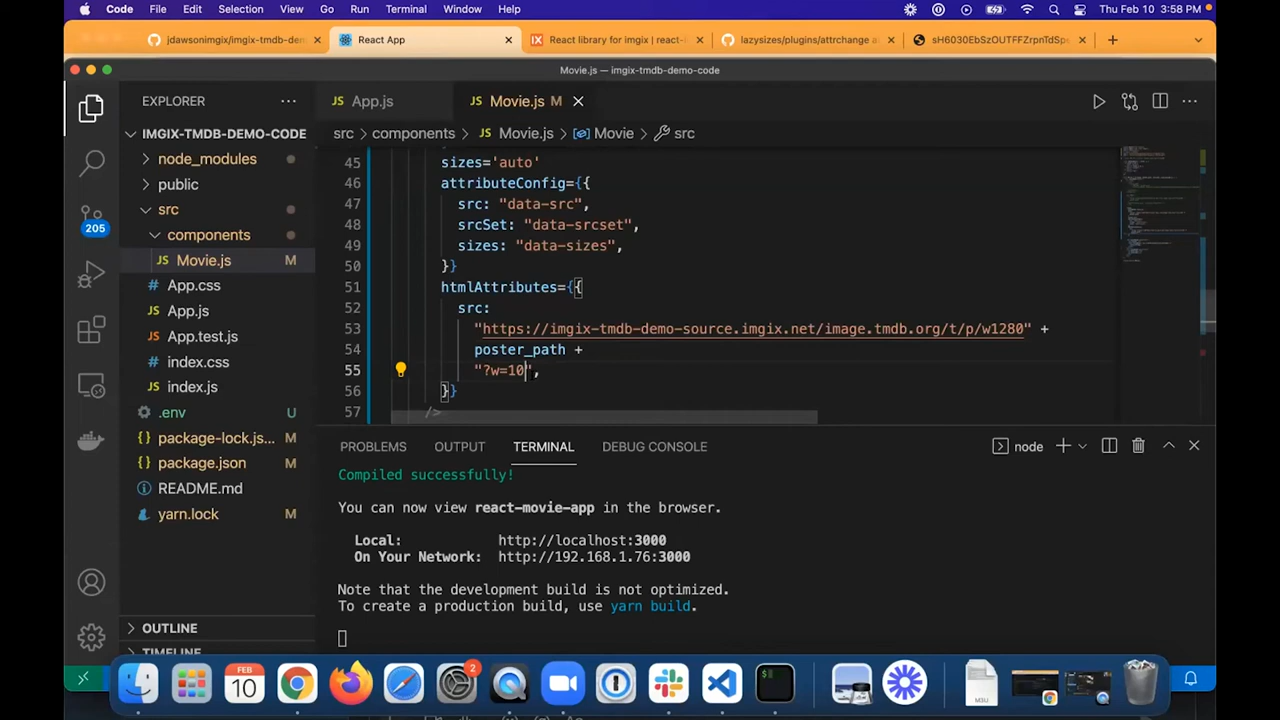 Code File Edit Selection View Go Run Terminal Window Help Thu Feb 10 3:58 PM
jdawsonimgix/imgix-tmdb-dem React App React library for imgix | react- lazysizes/plugins/attrchange a
Movie.js — imgix-tmdb-demo-code
EXPLORER
App.js
Movie.js M
IMGIX-TMDB-DEMO-CODE
src > components > Movie.js > Movie > src
node_modules
public
src
205
components
Movie.js M
App.css
App.js
App.test.js
index.css
index.js
.env U
package-lock.js... M
package.json M
README.md
yarn.lock M
OUTLINE
45 sizes='auto'
46 attributeConfig={{
47 src: "data-src",
48 srcSet: "data-srcset",
49 sizes: "data-sizes",
50 }}
51 htmlAttributes={{
52 src:
53 "https://imgix-tmdb-demo-source.imgix.net/image.tmdb.org/t/p/w1280" +
54 poster_path +
55 "?w=10",
56 }}
57 />
PROBLEMS OUTPUT TERMINAL DEBUG CONSOLE node
Compiled successfully!
You can now view react-movie-app in the browser.
Local: http://localhost:3000
On Your Network: http://192.168.1.76:3000
Note that the development build is not optimized.
To create a production build, use yarn build.
FEB
10
2